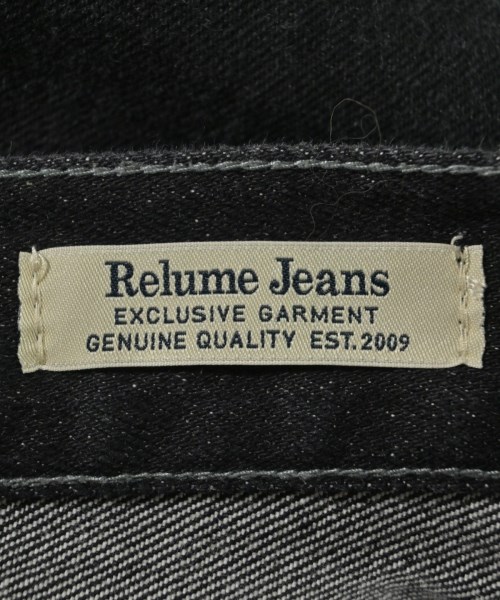 Relume Jeans
EXCLUSIVE GARMENT
GENUINE QUALITY EST.2009